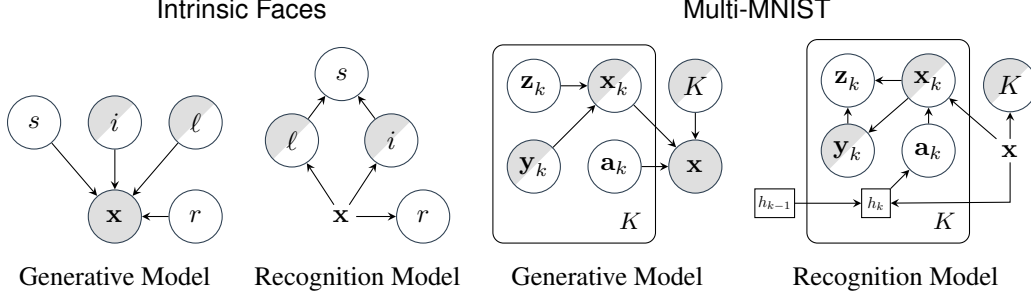 Intrinsic Faces
s
i
ℓ
x
r
Generative Model
s
ℓ
i
x
r
Recognition Model
Multi-MNIST
z_k
x_k
K
y_k
a_k
x
K
Generative Model
z_k
x_k
K
y_k
a_k
x
h_{k−1}
h_k
K
Recognition Model